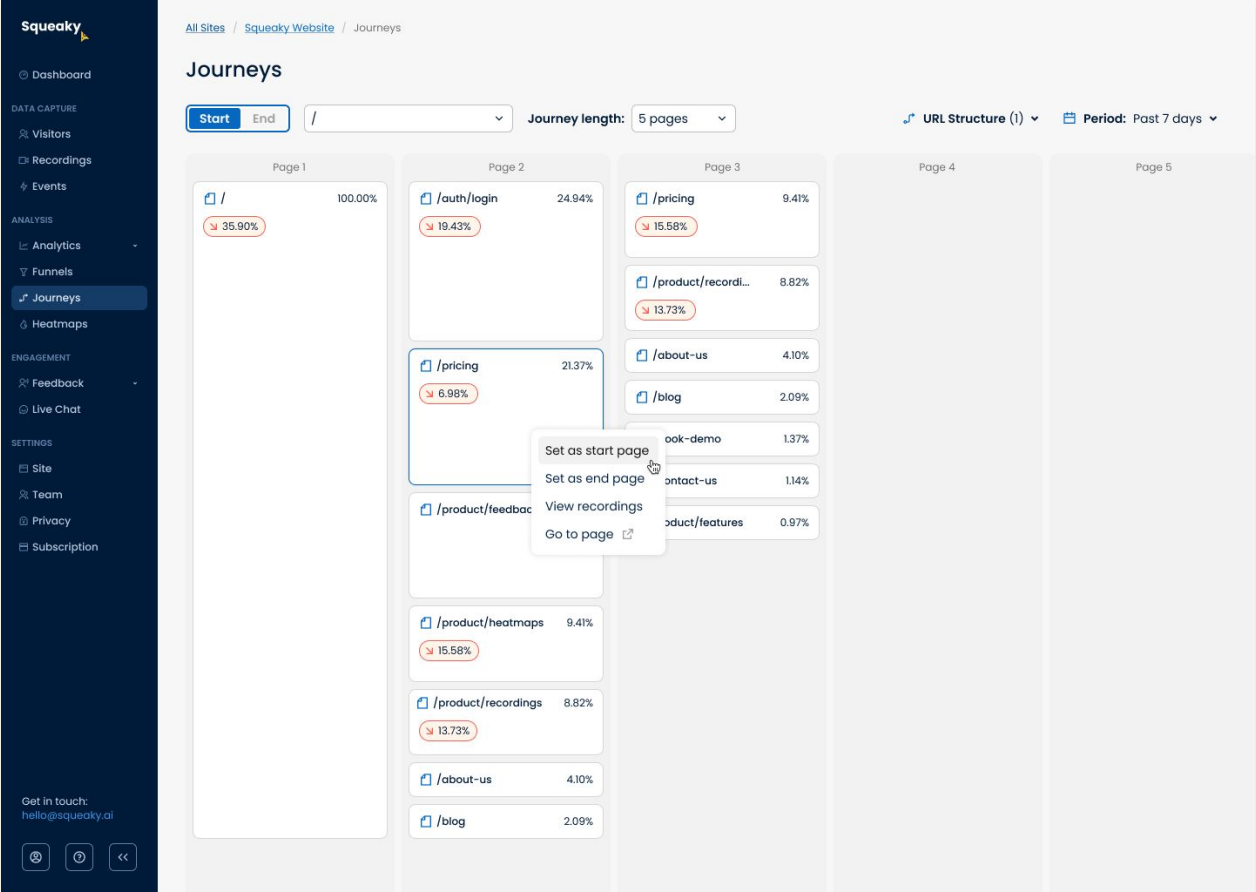 Squeaky
Dashboard
DATA CAPTURE
Visitors
Recordings
Events
ANALYSIS
Analytics
Funnels
Journeys
Heatmaps
ENGAGEMENT
Feedback
Live Chat
SETTINGS
Site
Team
Privacy
Subscription
Get in touch:
hello@squeaky.ai
All Sites / Squeaky Website / Journeys
Journeys
Start End / Journey length: 5 pages URL Structure (1) Period: Past 7 days
Page 1
/ 100.00%
35.90%
Page 2
/auth/login 24.94%
19.43%
/pricing 21.37%
6.98%
/product/feedbac
/product/heatmaps 9.41%
15.58%
/product/recordings 8.82%
13.73%
/about-us 4.10%
/blog 2.09%
Set as start page
Set as end page
View recordings
Go to page
Page 3
/pricing 9.41%
15.58%
/product/recordi... 8.82%
13.73%
/about-us 4.10%
/blog 2.09%
ook-demo 1.37%
ontact-us 1.14%
oduct/features 0.97%
Page 4
Page 5